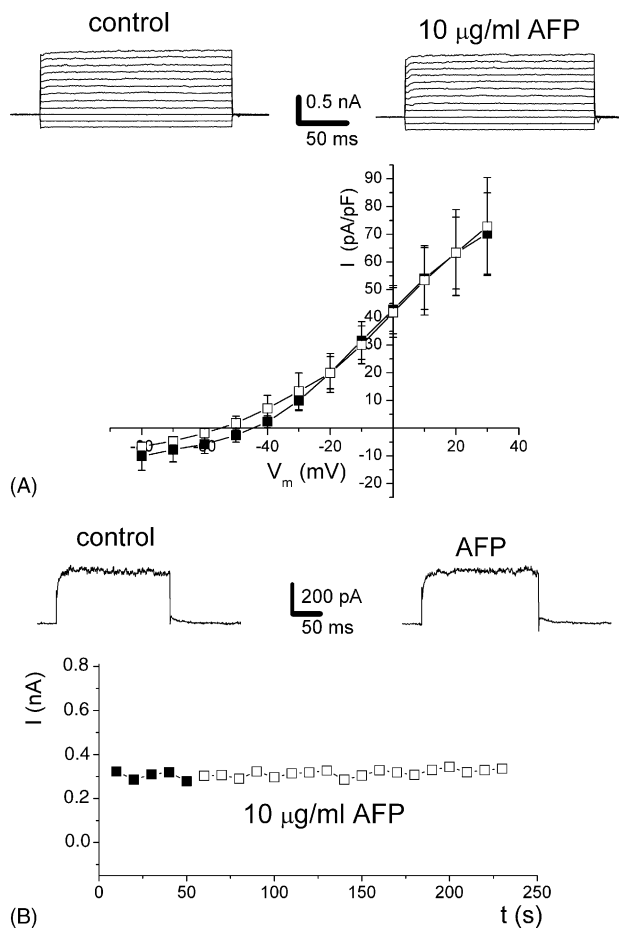 control
10 μg/ml AFP
0.5 nA
50 ms
I (pA/pF)
90
80
70
60
50
40
30
20
10
-10
-20
-60
-40
-20
0
20
40
V_m (mV)
(A)
control
AFP
200 pA
50 ms
I (nA)
0.8
0.6
0.4
0.2
0.0
10 μg/ml AFP
0
50
100
150
200
250
t (s)
(B)